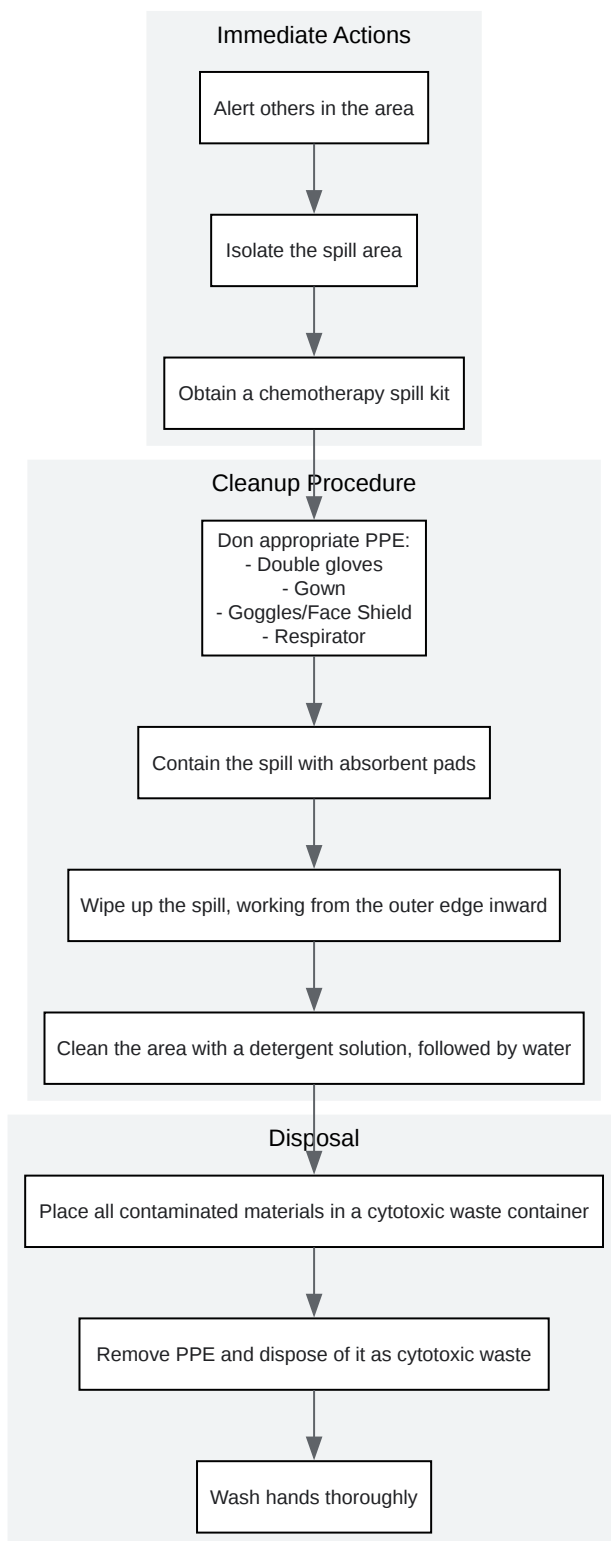 Immediate Actions
Alert others in the area
Isolate the spill area
Obtain a chemotherapy spill kit
Cleanup Procedure
Don appropriate PPE:
- Double gloves
- Gown
- Goggles/Face Shield
- Respirator
Contain the spill with absorbent pads
Wipe up the spill, working from the outer edge inward
Clean the area with a detergent solution, followed by water
Disposal
Place all contaminated materials in a cytotoxic waste container
Remove PPE and dispose of it as cytotoxic waste
Wash hands thoroughly